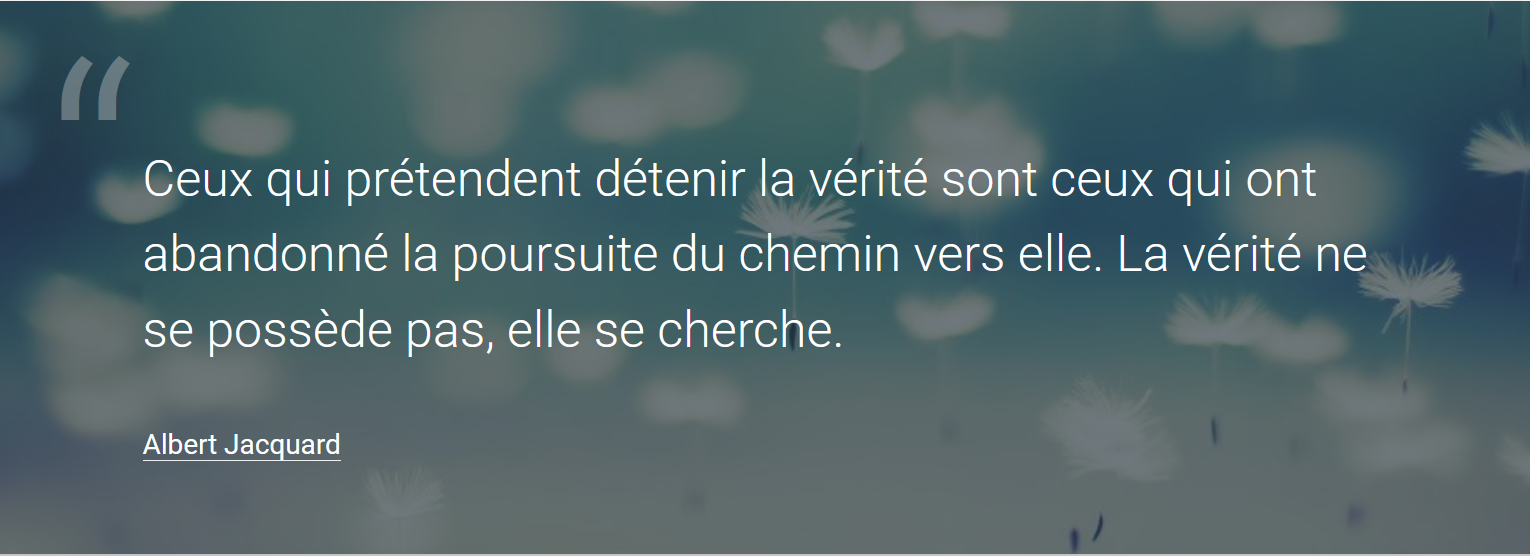 “
Ceux qui prétendent détenir la vérité sont ceux qui ont
abandonné la poursuite du chemin vers elle. La vérité ne
se possède pas, elle se cherche.
Albert Jacquard